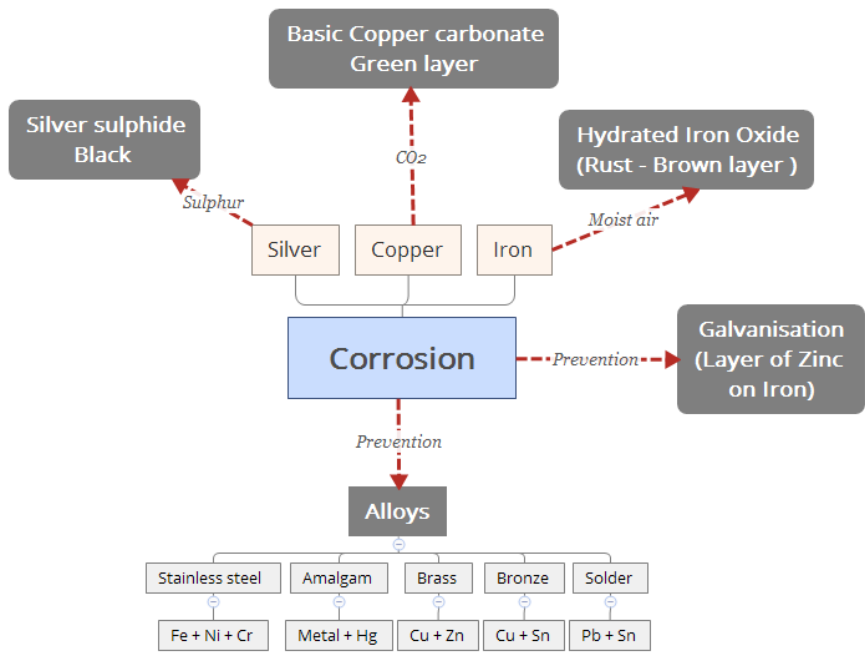 Basic Copper carbonate
Green layer
Silver sulphide
Black
Hydrated Iron Oxide
(Rust - Brown layer )
CO2
Sulphur
Moist air
Silver
Copper
Iron
Corrosion
Prevention
Galvanisation
(Layer of Zinc
on Iron)
Prevention
Alloys
Stainless steel
Amalgam
Brass
Bronze
Solder
Fe + Ni + Cr
Metal + Hg
Cu + Zn
Cu + Sn
Pb + Sn